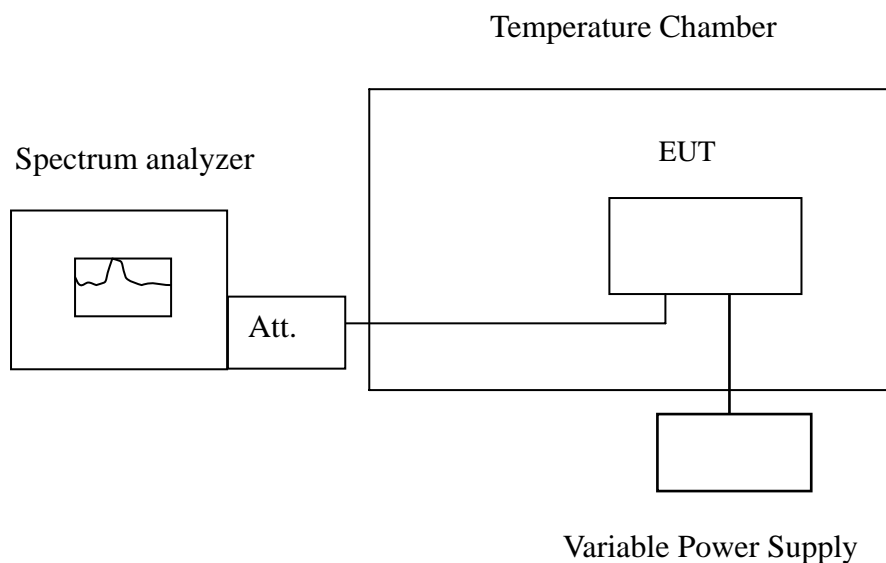 Temperature Chamber
Spectrum analyzer
EUT
Att.
Variable Power Supply